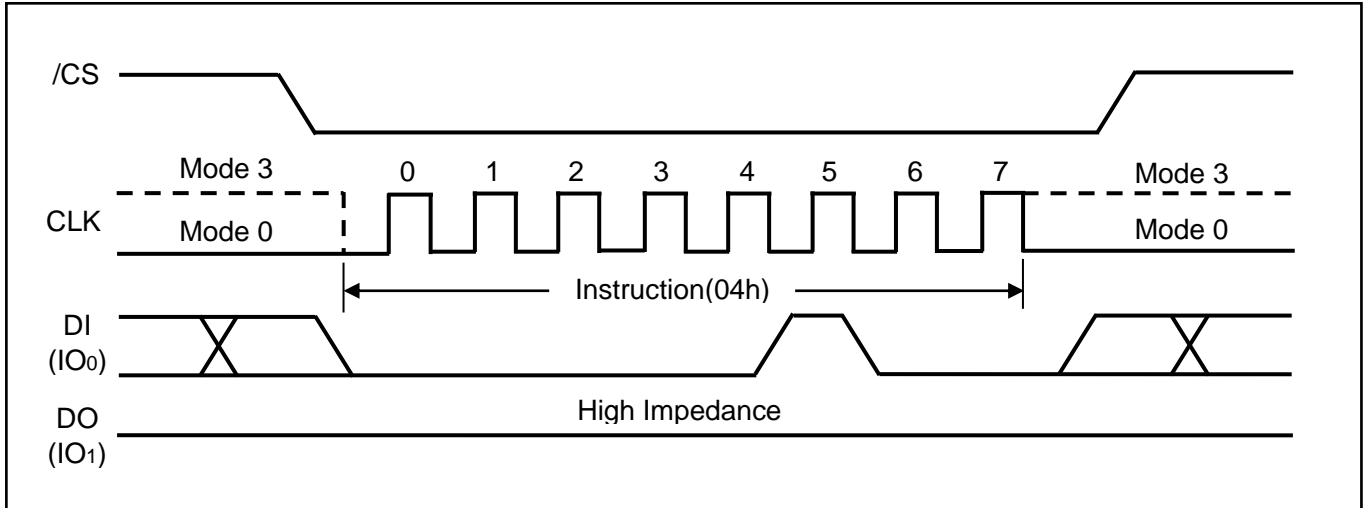 /CS
Mode 3 0 1 2 3 4 5 6 7 Mode 3
CLK
Mode 0 Mode 0
Instruction(04h)
DI
(IO0)
High Impedance
DO
(IO1)